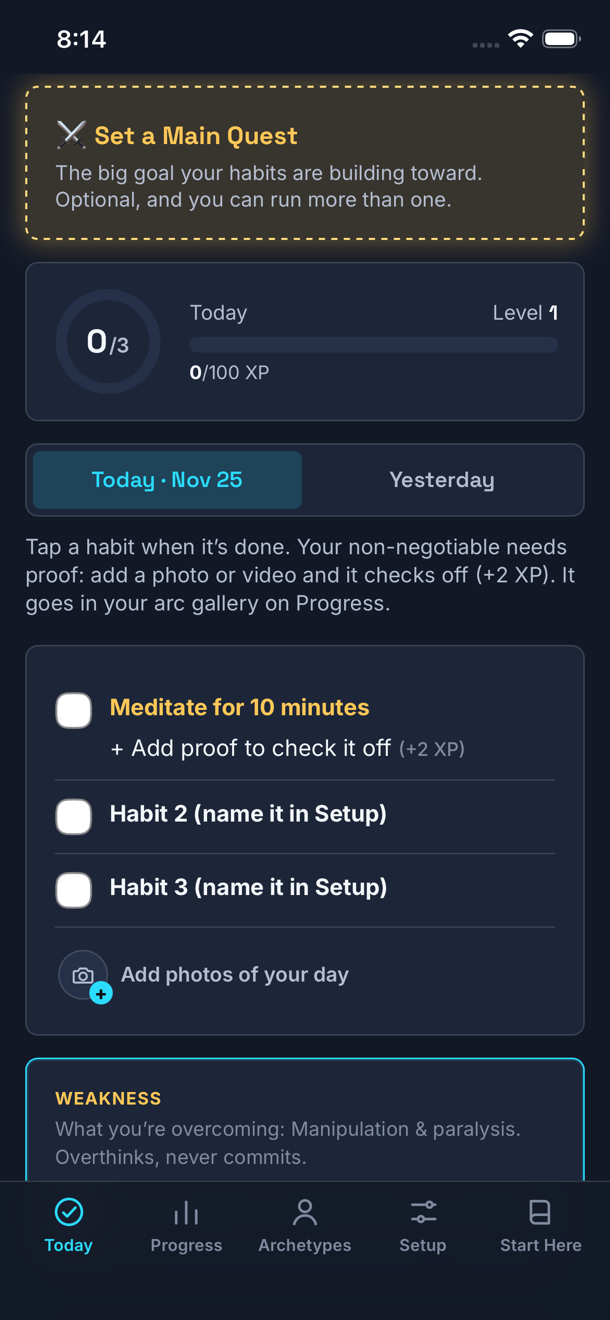 8:14
Set a Main Quest
The big goal your habits are building toward.
Optional, and you can run more than one.
0/3
Today
Level 1
0/100 XP
Today · Nov 25
Yesterday
Tap a habit when it’s done. Your non-negotiable needs
proof: add a photo or video and it checks off (+2 XP). It
goes in your arc gallery on Progress.
Meditate for 10 minutes
+ Add proof to check it off (+2 XP)
Habit 2 (name it in Setup)
Habit 3 (name it in Setup)
Add photos of your day
WEAKNESS
What you’re overcoming: Manipulation & paralysis.
Overthinks, never commits.
Today
Progress
Archetypes
Setup
Start Here